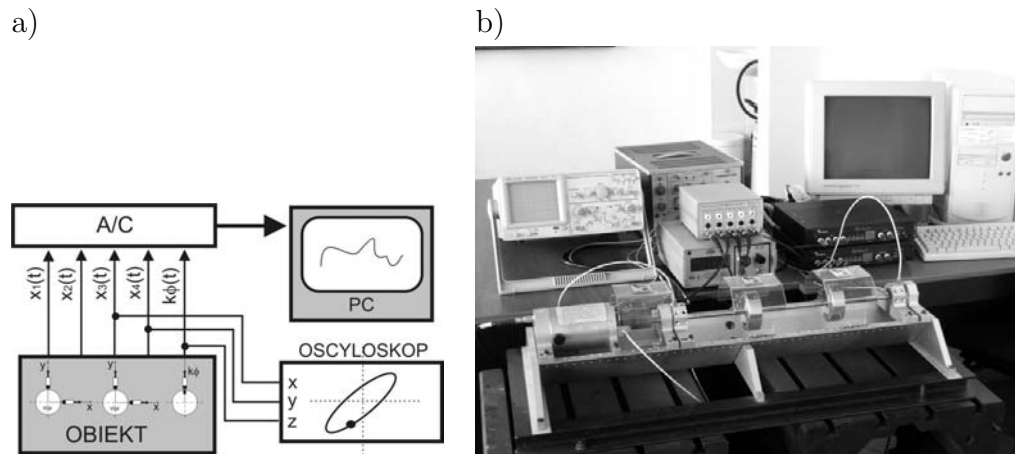 a)
b)
A/C
x₁(t)
x₂(t)
x₃(t)
x₄(t)
kϕ(t)
PC
OSCYLOSKOP
x
y
z
y
y
kϕ
x
x
OBIEKT